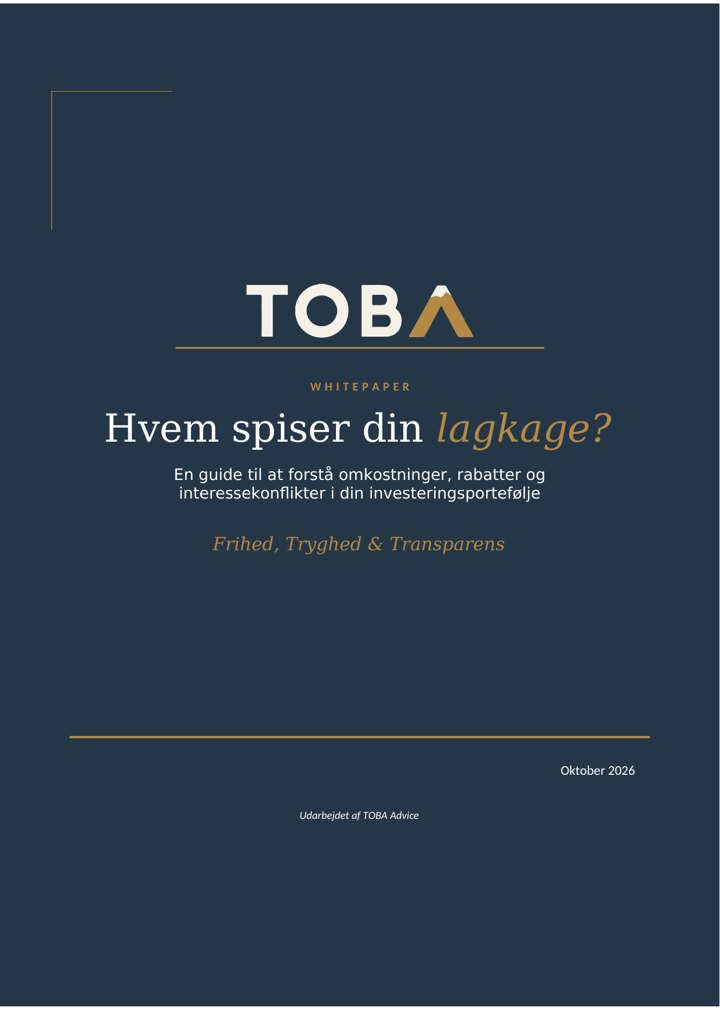 TOBA
WHITEPAPER
Hvem spiser din lagkage?
En guide til at forstå omkostninger, rabatter og
interessekonflikter i din investeringsportefølje
Frihed, Tryghed & Transparens
Oktober 2026
Udarbejdet af TOBA Advice